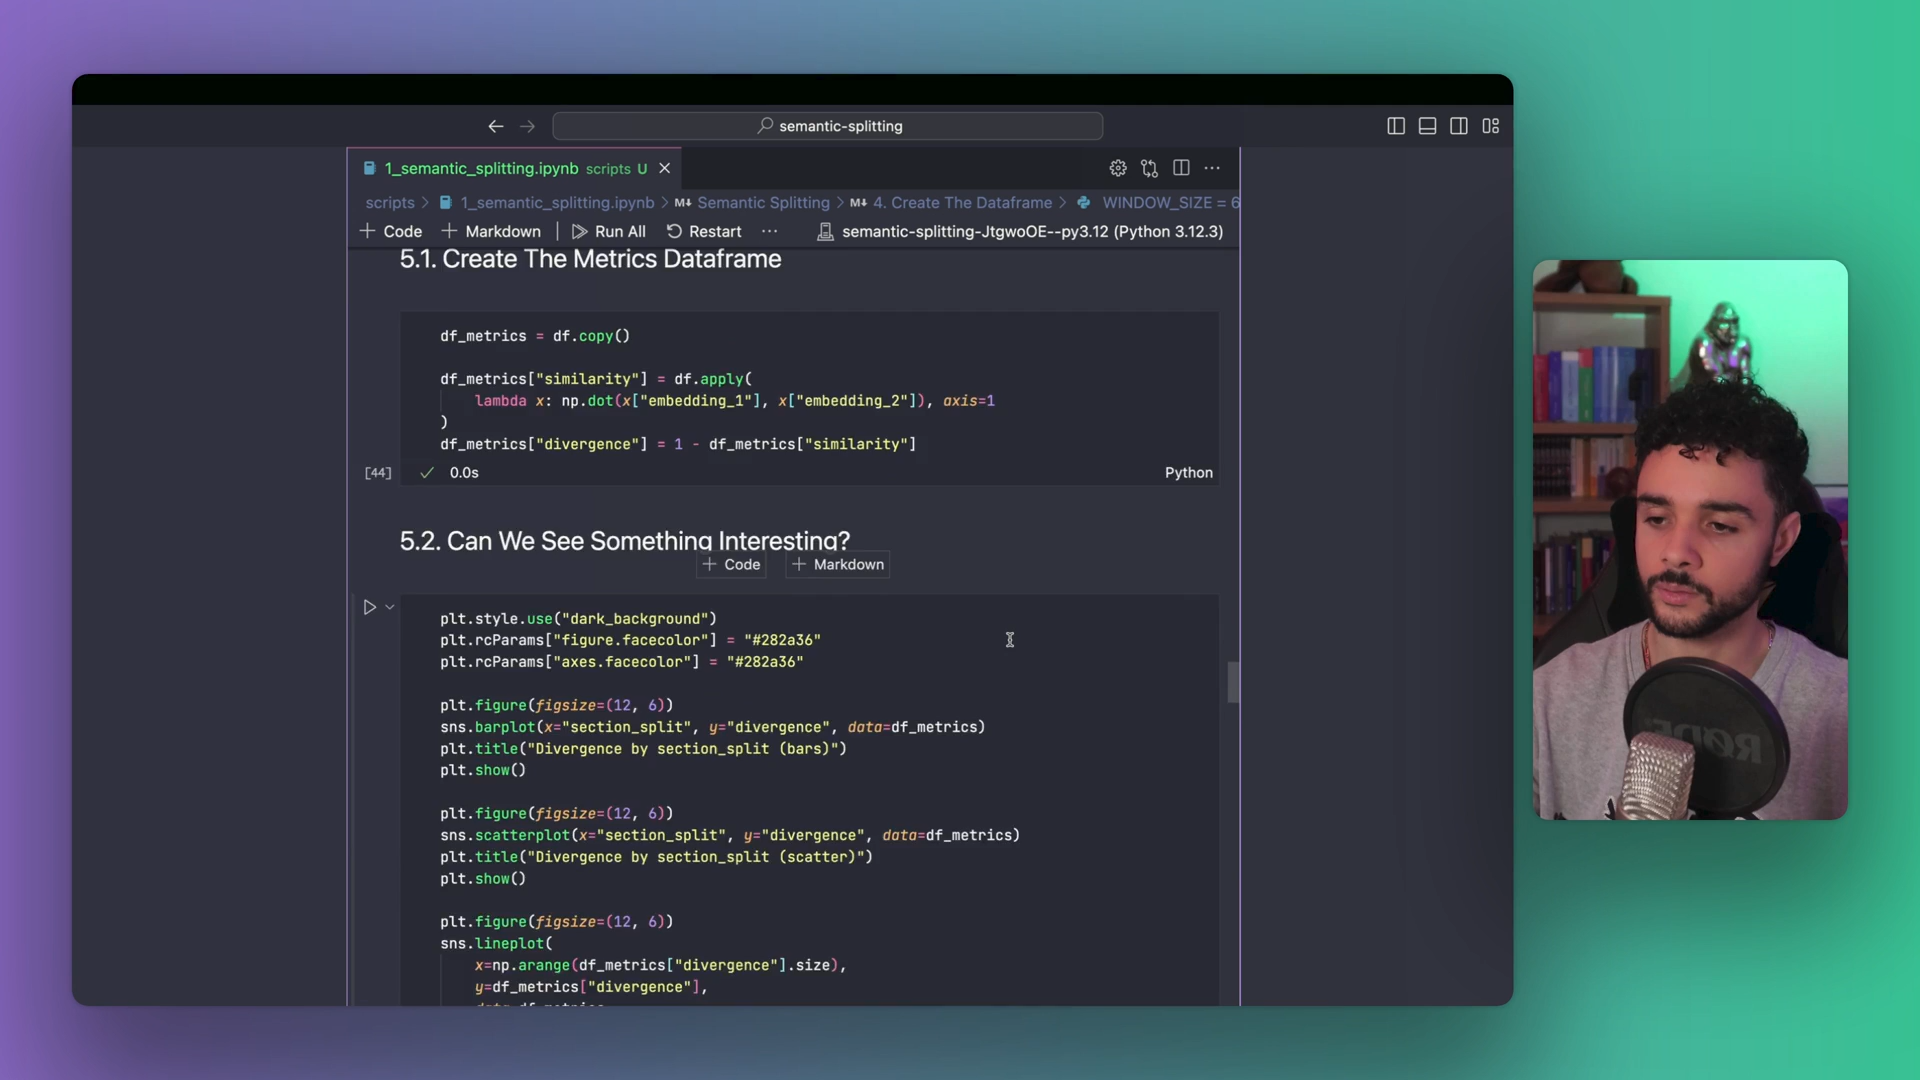 semantic-splitting
1_semantic_splitting.ipynb scripts U
scripts > 1_semantic_splitting.ipynb > M↓ Semantic Splitting > M↓ 4. Create The Dataframe > WINDOW_SIZE = 6
+ Code + Markdown | Run All Restart ... semantic-splitting-JtgwoOE--py3.12 (Python 3.12.3)
5.1. Create The Metrics Dataframe
df_metrics = df.copy()
df_metrics["similarity"] = df.apply(
lambda x: np.dot(x["embedding_1"], x["embedding_2"]), axis=1
)
df_metrics["divergence"] = 1 - df_metrics["similarity"]
[44] 0.0s Python
5.2. Can We See Something Interesting?
+ Code + Markdown
plt.style.use("dark_background")
plt.rcParams["figure.facecolor"] = "#282a36"
plt.rcParams["axes.facecolor"] = "#282a36"
plt.figure(figsize=(12, 6))
sns.barplot(x="section_split", y="divergence", data=df_metrics)
plt.title("Divergence by section_split (bars)")
plt.show()
plt.figure(figsize=(12, 6))
sns.scatterplot(x="section_split", y="divergence", data=df_metrics)
plt.title("Divergence by section_split (scatter)")
plt.show()
plt.figure(figsize=(12, 6))
sns.lineplot(
x=np.arange(df_metrics["divergence"].size),
y=df_metrics["divergence"],
RØDE